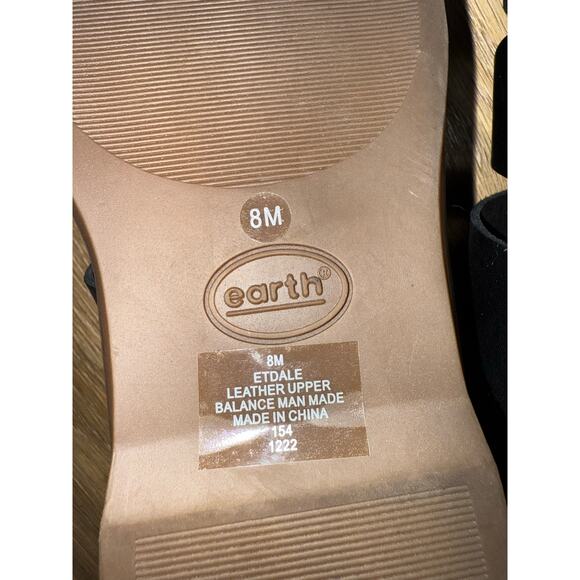 8M
earth®
8M
ETDALE
LEATHER UPPER
BALANCE MAN MADE
MADE IN CHINA
154
1222